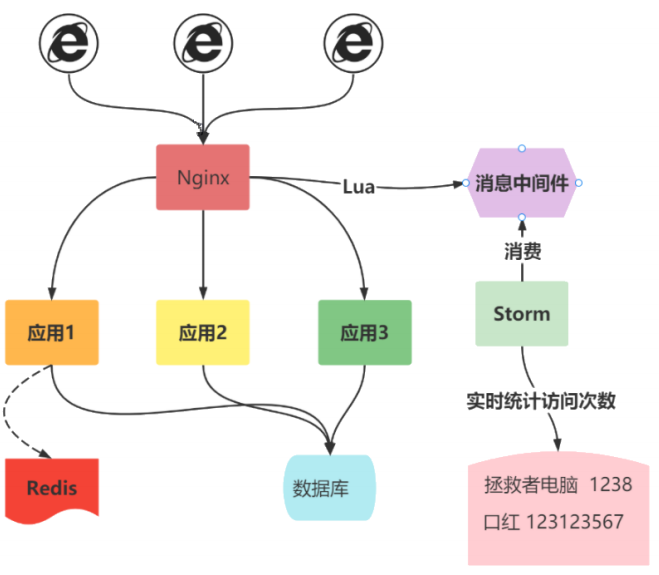 Nginx
Lua
消息中间件
消费
应用1
应用2
应用3
Storm
实时统计访问次数
Redis
数据库
拯救者电脑 1238
口红 123123567